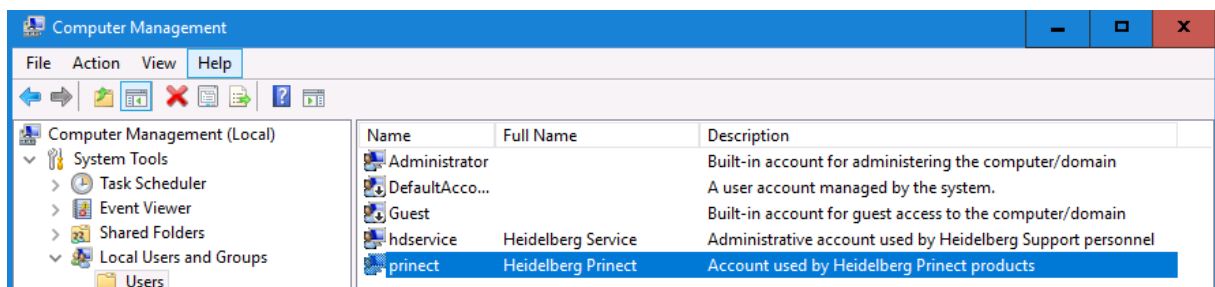 Computer Management
File Action View Help
Computer Management (Local)
System Tools
Task Scheduler
Event Viewer
Shared Folders
Local Users and Groups
Users
Name Full Name Description
Administrator Built-in account for administering the computer/domain
DefaultAcco... A user account managed by the system.
Guest Built-in account for guest access to the computer/domain
hdservice Heidelberg Service Administrative account used by Heidelberg Support personnel
prinect Heidelberg Prinect Account used by Heidelberg Prinect products